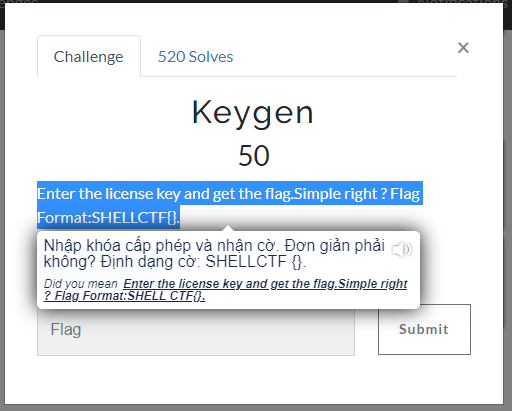 Challenge
520 Solves
×
Keygen
50
Enter the license key and get the flag.Simple right ? Flag
Format:SHELLCTF{}.
Nhập khóa cấp phép và nhận cờ. Đơn giản phải
không? Định dạng cờ: SHELLCTF {}.
Did you mean Enter the license key and get the flag.Simple right
? Flag Format:SHELL CTF{}.
Flag
Submit